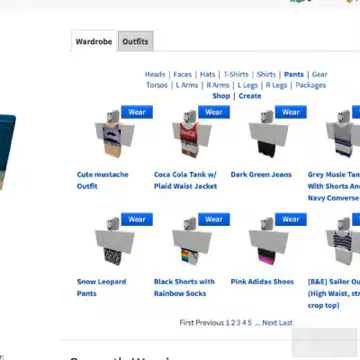 Wardrobe Outfits
Heads | Faces | Hats | T-Shirts | Shirts | Pants | Gear
Torsos | L Arms | R Arms | L Legs | R Legs | Packages
Shop | Create
Wear Wear Wear
Cute mustache Outfit
Coca Cola Tank w/ Plaid Waist Jacket
Dark Green Jeans
Grey Musle Tan
With Shorts An
Navy Converse
Wear Wear Wear
Snow Leopard Pants
Black Shorts with Rainbow Socks
Pink Adidas Shoes
[B&E] Sailor Ou
(High Waist, st
crop top)
First Previous 1 2 3 4 5 ... Next Last